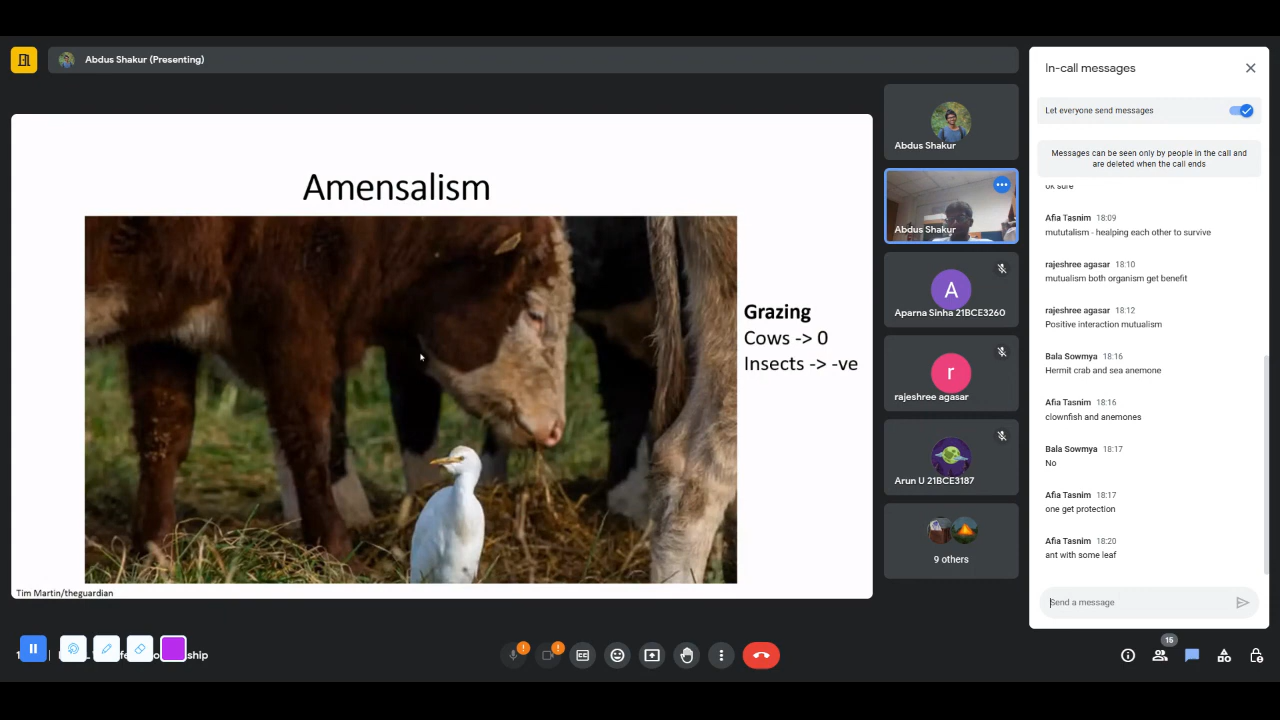 Abdus Shakur (Presenting)
Amensalism
Grazing
Cows -> 0
Insects -> -ve
Tim Martin/theguardian
Abdus Shakur
Abdus Shakur
A
Aparna Sinha 21BCE3260
r
rajeshree agasar
Arun U 21BCE3187
9 others
In-call messages
Let everyone send messages
Messages can be seen only by people in the call and
are deleted when the call ends
ok sure
Afia Tasnim 18:09
mututalism - healping each other to survive
rajeshree agasar 18:10
mutualism both organism get benefit
rajeshree agasar 18:12
Positive interaction mutualism
Bala Sowmya 18:16
Hermit crab and sea anemone
Afia Tasnim 18:16
clownfish and anemones
Bala Sowmya 18:17
No
Afia Tasnim 18:17
one get protection
Afia Tasnim 18:20
ant with some leaf
Send a message
15